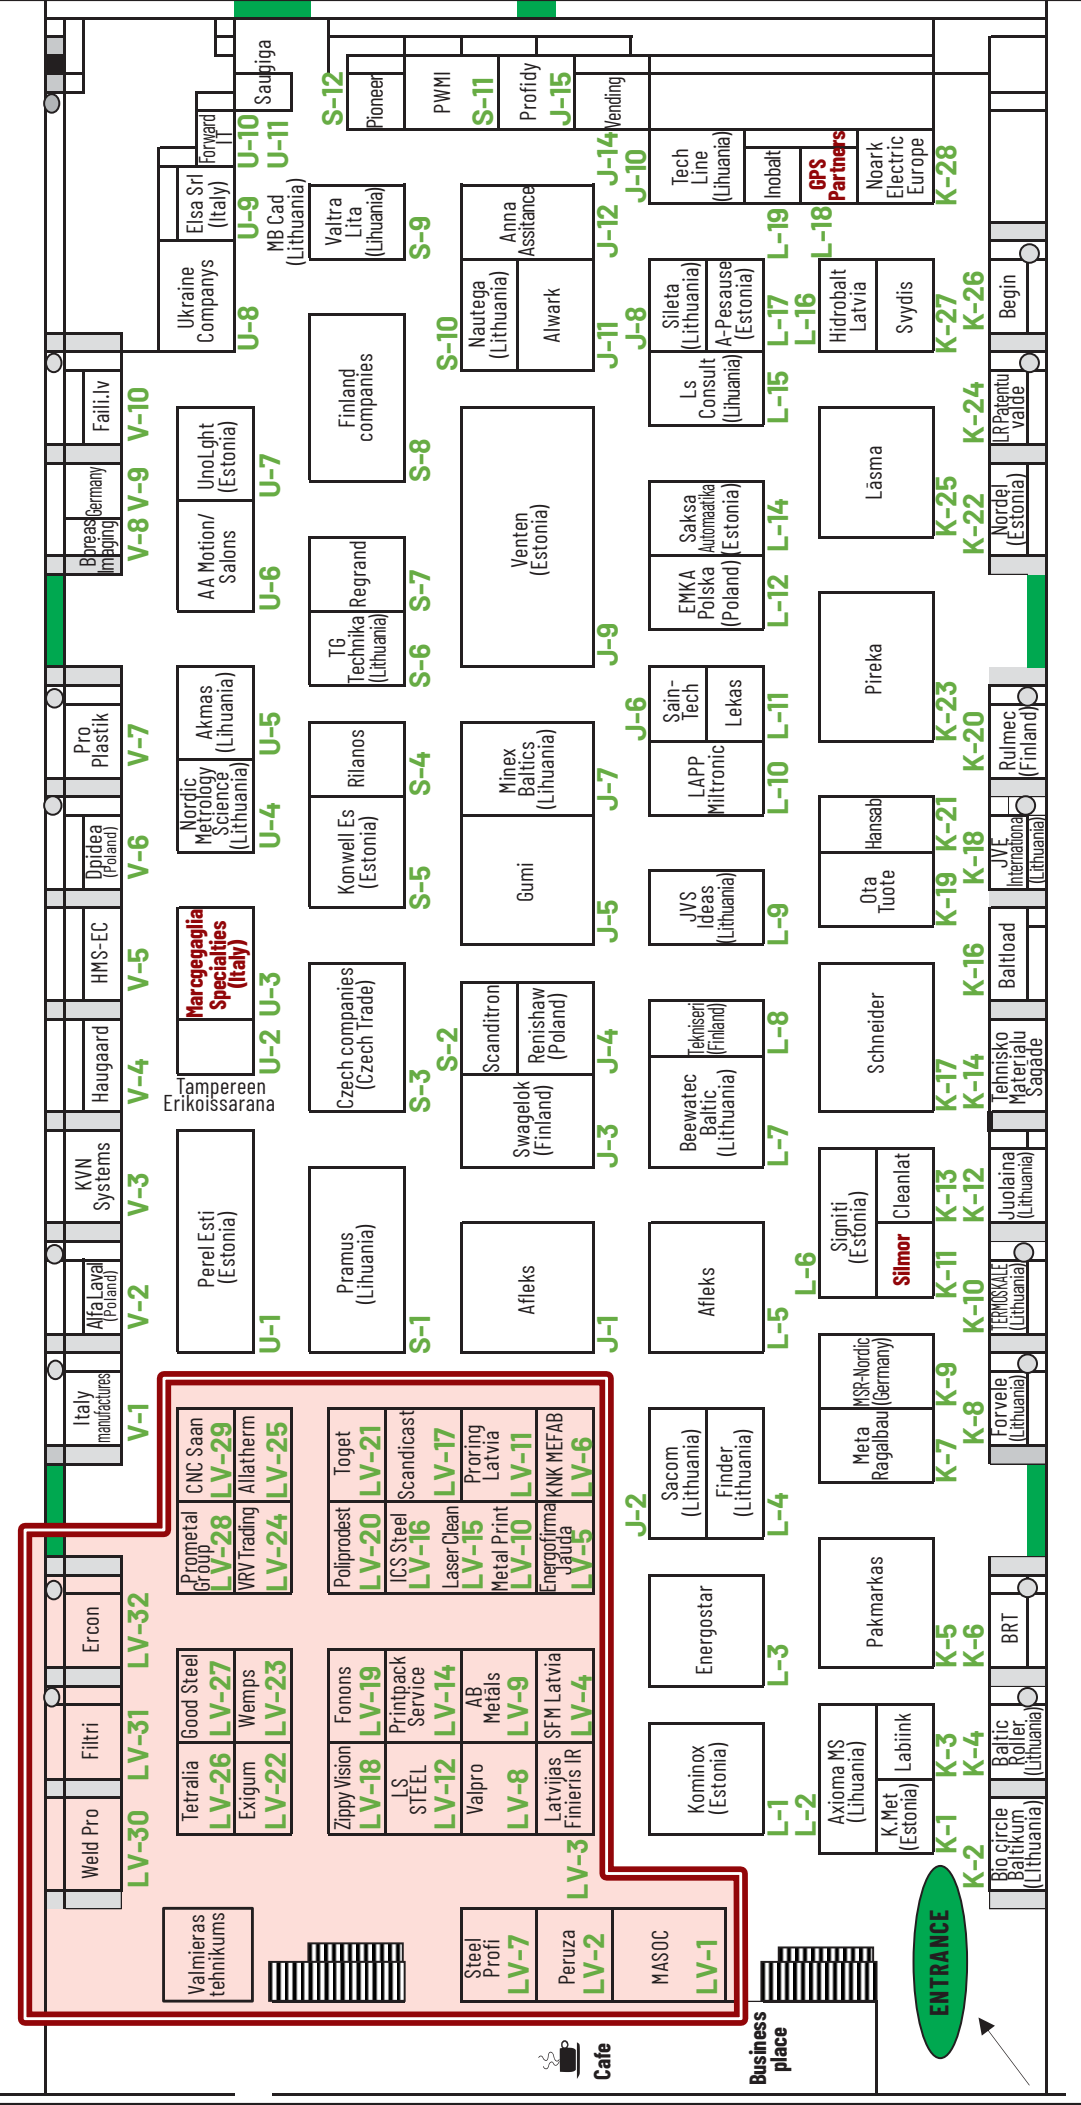 Saugiga
Forward
IT
U-10
U-11
Elsa Srl
(Italy)
U-9
MB Cad
(Lithuania)
Ukraine
Companys
U-8
S-12
Pioneer
PWMI
S-11
Profidy
J-15
Vending
J-14
J-10
Tech
Line
(Lihuania)
Inobalt
L-19
GPS
Partners
L-18
Noark
Electric
Europe
K-28
Valtra
Lita
(Lihuania)
S-9
Anna
Assitance
J-12
S-10
Nautega
(Lithuania)
Alwark
J-11
J-8
Sileta
(Lithuania)
A-Pesause
(Estonia)
L-17
L-16
Hidrobalt
Latvia
Svydis
K-27
K-26
Begin
Ls
Consult
(Lihuania)
L-15
Faili.lv
V-10
Germany
V-9
Boreas
Imaging
V-8
UnoLght
(Estonia)
U-7
AA Motion/
Salons
U-6
Finland
companies
S-8
Regrand
S-7
TG
Technika
(Lithuania)
S-6
Venten
(Estonia)
J-9
Saksa
Automaatika
(Estonia)
L-14
EMKA
Polska
(Poland)
L-12
Lāsma
K-25
K-24
LR Patentu
valde
K-22
Nordel
(Estonia)
Pro
Plastik
V-7
Dpidea
(Poland)
V-6
HMS-EC
V-5
Haugaard
V-4
KVN
Systems
V-3
Alfa Laval
(Poland)
V-2
Italy
manufactures
V-1
Akmas
(Lihuania)
U-5
Nordic
Metrology
Science
(Lithuania)
U-4
Marcgegaglia
Specialties
(Italy)
U-3
U-2
Tampereen
Erikoissarana
Perel Esti
(Estonia)
U-1
Rilanos
S-4
Konwell Es
(Estonia)
S-5
Czech companies
(Czech Trade)
S-3
Pramus
(Lihuania)
S-1
Minex
Baltics
(Lihuania)
J-7
Gumi
J-5
S-2
Scanditron
Renishaw
(Poland)
J-4
Swagelok
(Finland)
J-3
Afleks
J-1
J-6
Sain-
Tech
Lekas
L-11
LAPP
Miltronic
L-10
JVS
Ideas
(Lithuania)
L-9
Tekniseri
(Finland)
L-8
Beewatec
Baltic
(Lithuania)
L-7
Afleks
L-5
Pireka
K-23
Hansab
K-21
Ota
Tuote
K-19
Schneider
K-17
L-6
Signiti
(Estonia)
Cleanlat
K-13
Silmor
K-11
MSR-Nordic
(Germany)
K-9
Meta
Ragalbau
K-7
K-20
Rulmec
(Finland)
K-18
JVE
International
(Lithuania)
K-16
Baltload
K-14
Tehnisko
Materialu
Sagāde
K-12
Juolaina
(Lithuania)
K-10
TERMOSKALE
(Lithuania)
K-8
Forvele
(Lithuania)
CNC Saan
LV-29
Allatherm
LV-25
Prometal
Group
LV-28
VRV Trading
LV-24
Toget
LV-21
Scandicast
LV-17
Proring
Latvia
LV-11
KNK MEFAB
LV-6
Poliprodest
LV-20
ICS Steel
LV-16
Laser Clean
LV-15
Metal Print
LV-10
Energofirma
Jauda
LV-5
J-2
Sacom
(Lithuania)
Finder
(Lithuania)
L-4
Ercon
LV-32
Filtri
LV-31
Weld Pro
LV-30
Good Steel
LV-27
Wemps
LV-23
Tetralia
LV-26
Exigum
LV-22
Fonons
LV-19
Printpack
Service
LV-14
AB
Metāls
LV-9
SFM Latvia
LV-4
Zippy Vision
LV-18
LS
STEEL
LV-12
Valpro
LV-8
Latvijas
Finieris IR
LV-3
Energostar
L-3
Pakmarkas
K-5
K-6
BRT
Kominox
(Estonia)
L-1
L-2
Axioma MS
(Lihuania)
Labiink
K-3
K.Met
(Estonia)
K-1
K-4
Baltic
Roller
(Lithuania)
K-2
Bio circle
Baltikum
(LIthuania)
Valmieras
tehnikums
Steel
Profi
LV-7
Peruza
LV-2
MASOC
LV-1
ENTRANCE
Business
place
Cafe